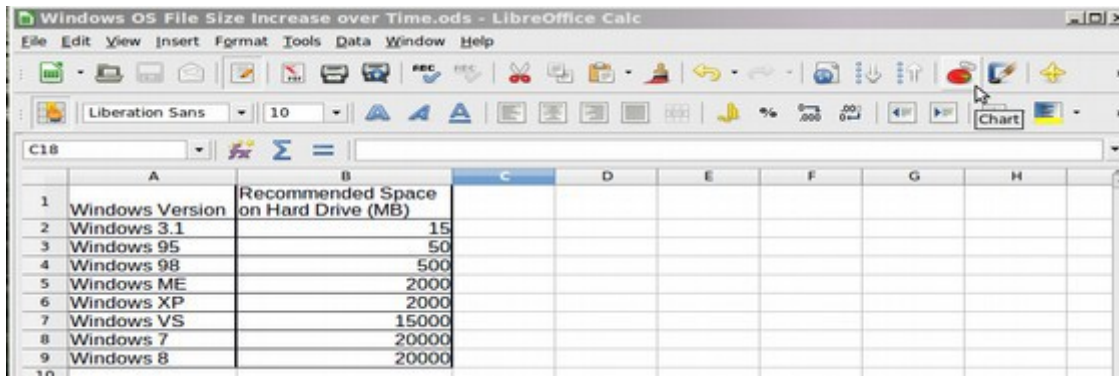 Windows OS File Size Increase over Time.ods - LibreOffice Calc
File Edit View Insert Format Tools Data Window Help
Liberation Sans 10
Chart
C18
A B C D E F G H
1 Windows Version Recommended Space
on Hard Drive (MB)
2 Windows 3.1 15
3 Windows 95 50
4 Windows 98 500
5 Windows ME 2000
6 Windows XP 2000
7 Windows VS 15000
8 Windows 7 20000
9 Windows 8 20000
10